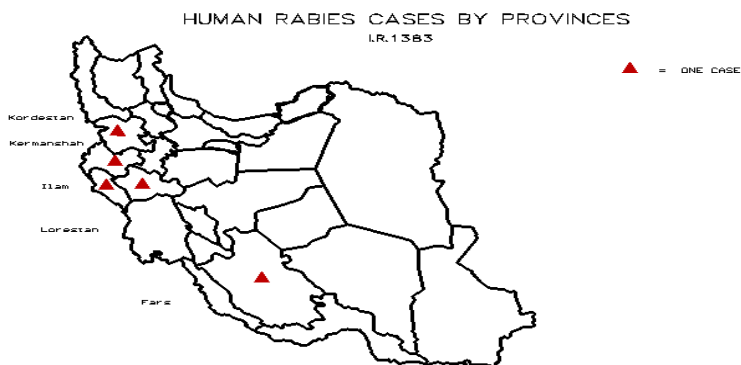 HUMAN RABIES CASES BY PROVINCES
I.R.1383
= ONE CASE
Kordestan
Kermanshah
Ilam
Lorestan
Fars